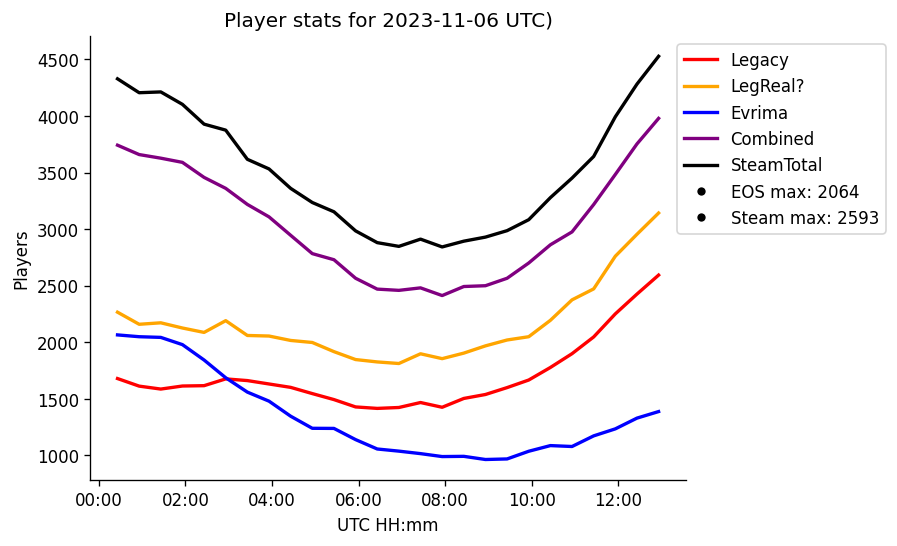 Player stats for 2023-11-06 UTC)
4500
4000
3500
3000
2500
2000
1500
1000
Players
00:00 02:00 04:00 06:00 08:00 10:00 12:00
UTC HH:mm
Legacy
LegReal?
Evrima
Combined
SteamTotal
EOS max: 2064
Steam max: 2593